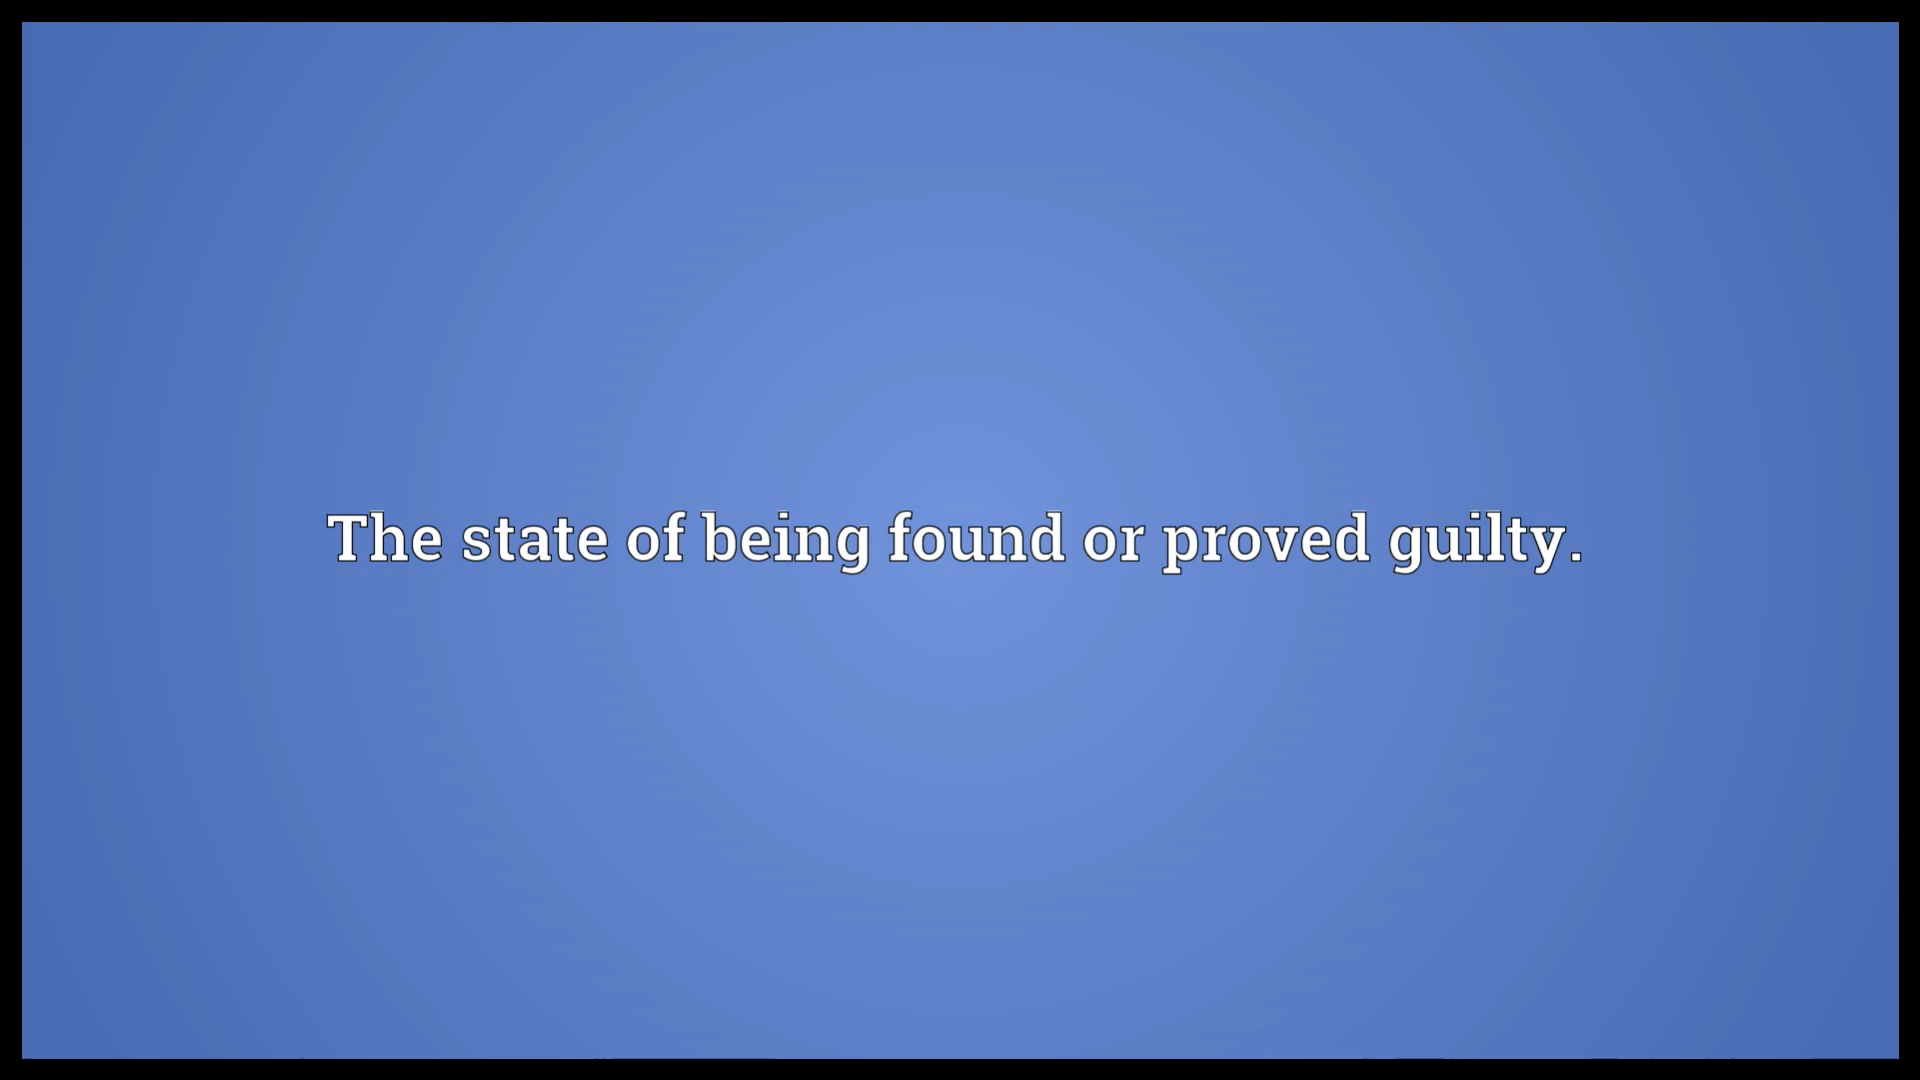 The state of being found or proved guilty.